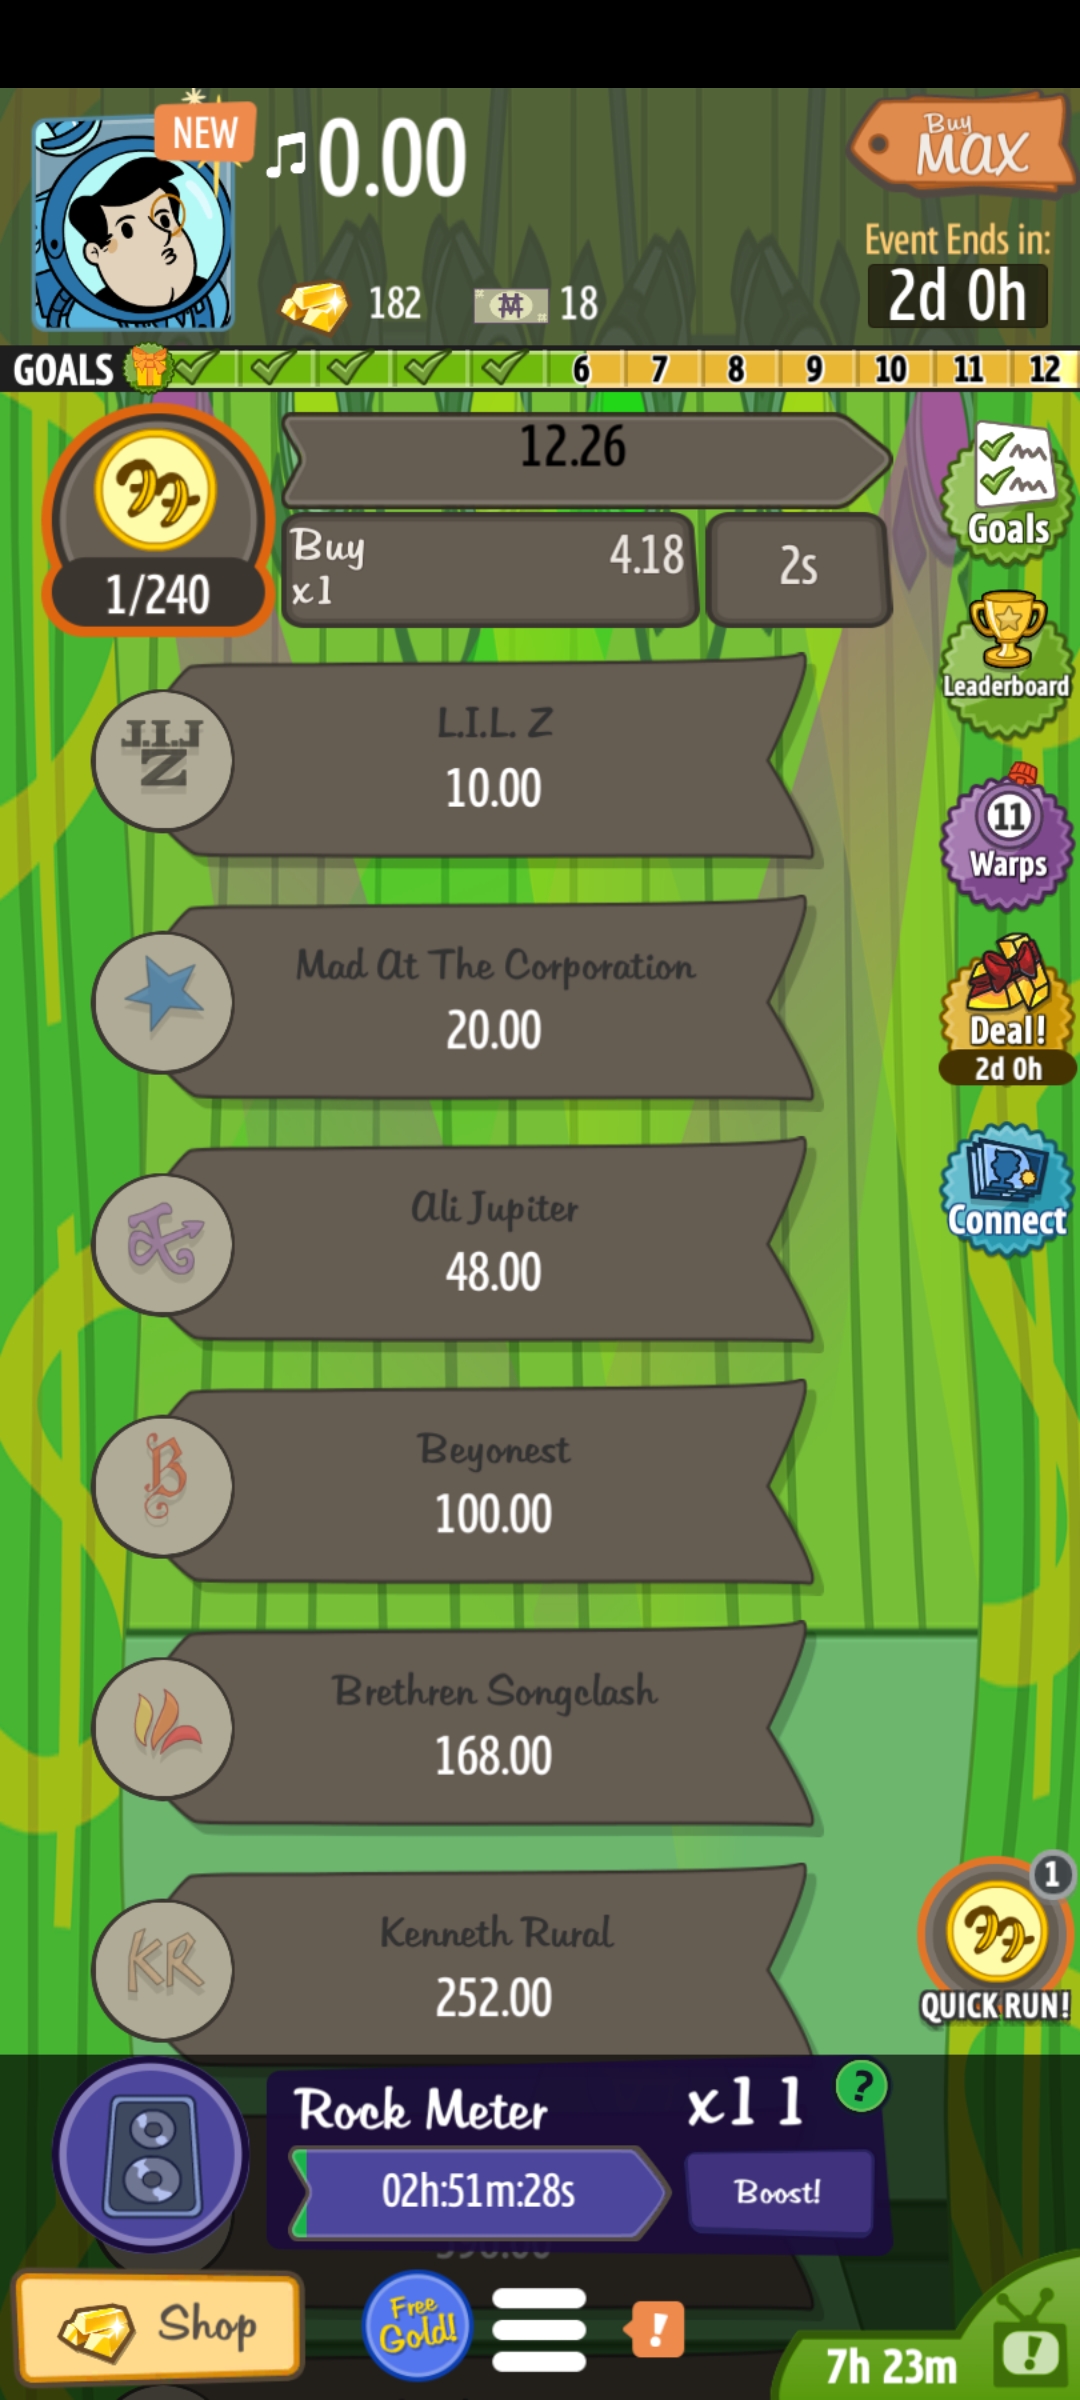 NEW
0.00
Buy
MAX
182
18
Event Ends in:
2d 0h
GOALS
6 7 8 9 10 11 12
12.26
Buy
x1
4.18
2s
1/240
Goals
Leaderboard
L.I.L. Z
10.00
L.I.L.
Z
11
Warps
Mad At The Corporation
20.00
Deal!
2d 0h
Ali Jupiter
48.00
Connect
Beyonest
100.00
B
Brethren Songclash
168.00
Kenneth Rural
252.00
KR
1
QUICK RUN!
Rock Meter
x11
?
02h:51m:28s
Boost!
Shop
Free
Gold!
!
7h 23m
!